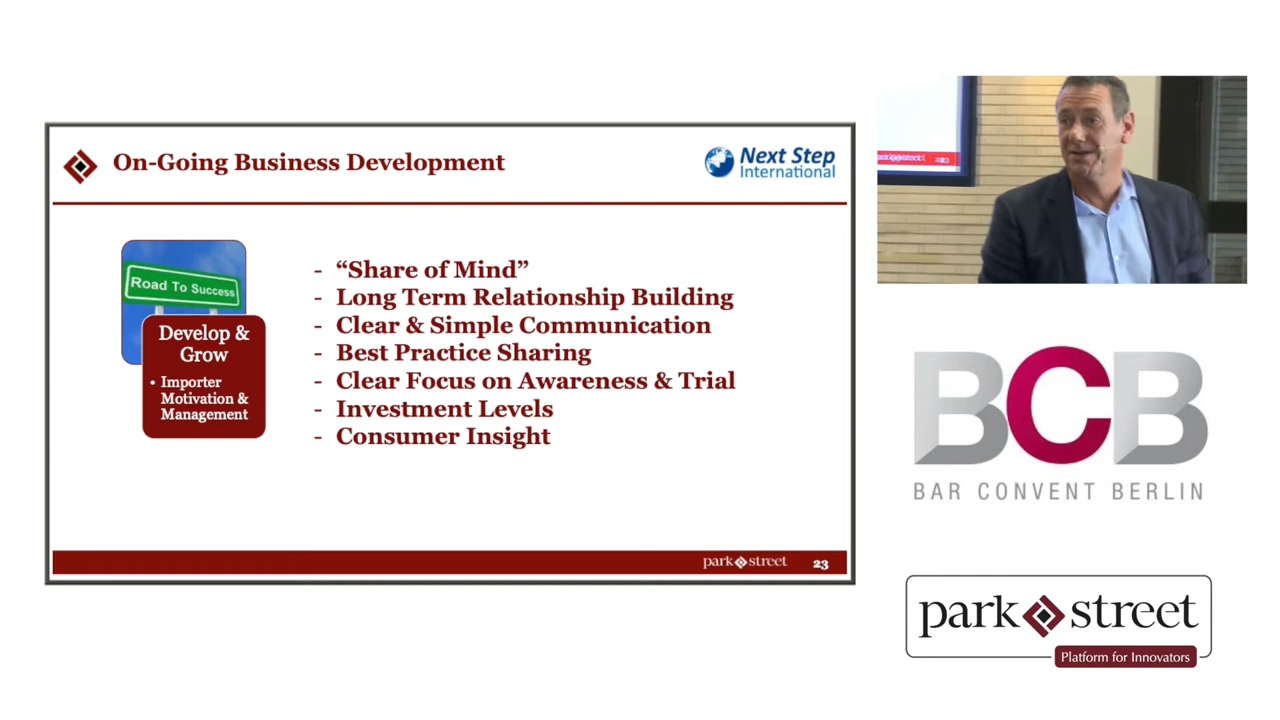 On-Going Business Development
Next Step
International
Road To Success
Develop &
Grow
• Importer
Motivation &
Management
- “Share of Mind”
- Long Term Relationship Building
- Clear & Simple Communication
- Best Practice Sharing
- Clear Focus on Awareness & Trial
- Investment Levels
- Consumer Insight
park street
23
23
BCB
BAR CONVENT BERLIN
park street
Platform for Innovators